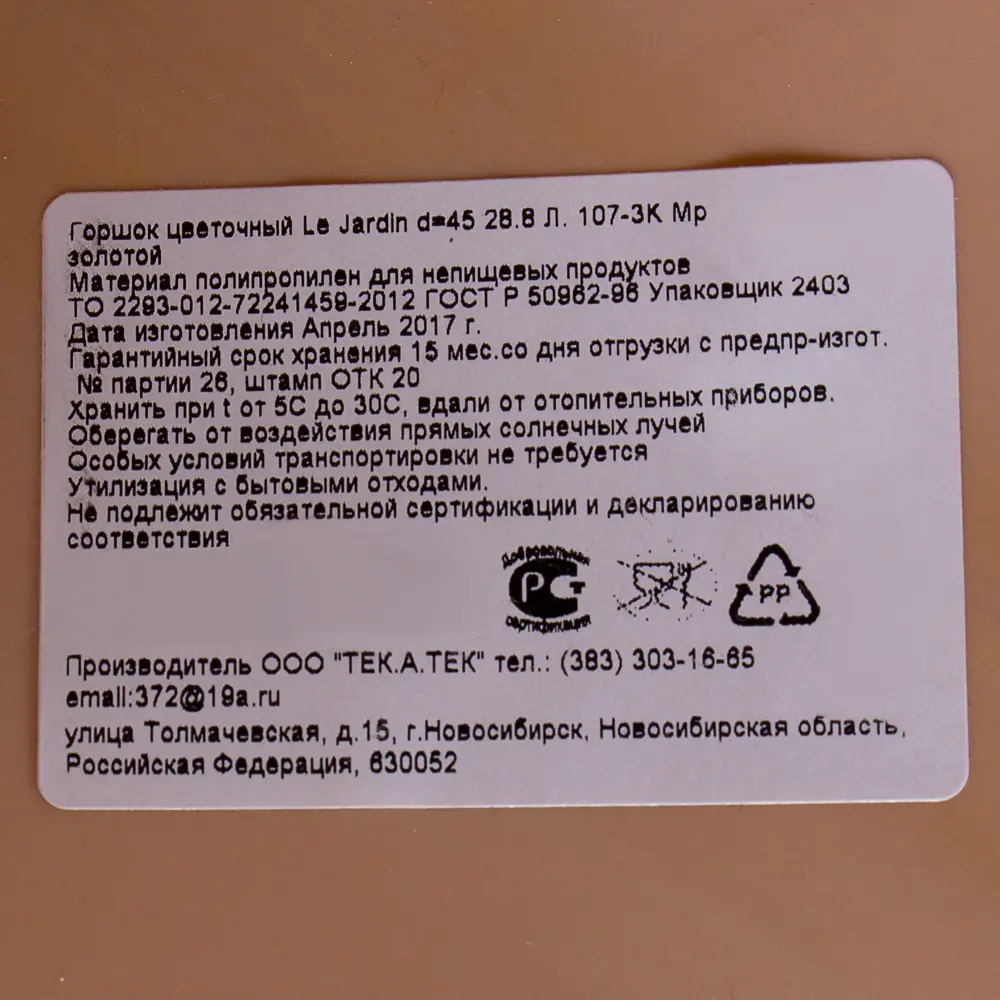 Горшок цветочный Le Jardin d=45 28.8 Л. 107-3К Мр
золотой
Материал полипропилен для непищевых продуктов
ТО 2293-012-72241459-2012 ГОСТ Р 50962-96 Упаковщик 2403
Дата изготовления Апрель 2017 г.
Гарантийный срок хранения 15 мес.со дня отгрузки с предпр-изгот.
№ партии 26, штамп ОТК 20
Хранить при t от 5С до 30С, вдали от отопительных приборов.
Оберегать от воздействия прямых солнечных лучей
Особых условий транспортировки не требуется
Утилизация с бытовыми отходами.
Не подлежит обязательной сертификации и декларированию
соответствия
Добровольная
РСТ
сертификация
PP
Производитель ООО "ТЕК.А.ТЕК" тел.: (383) 303-16-65
email:372@19a.ru
улица Толмачевская, д.15, г.Новосибирск, Новосибирская область,
Российская Федерация, 630052